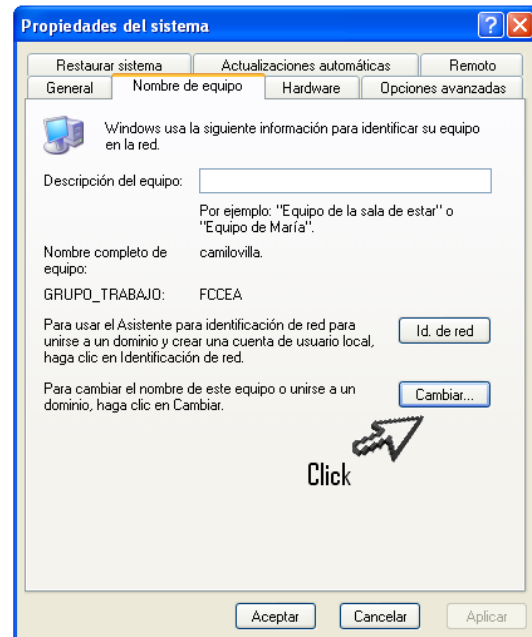 Propiedades del sistema
Restaurar sistema
Actualizaciones automáticas
Remoto
General
Nombre de equipo
Hardware
Opciones avanzadas
Windows usa la siguiente información para identificar su equipo
en la red.
Descripción del equipo:
Por ejemplo: "Equipo de la sala de estar" o
"Equipo de María".
Nombre completo de
equipo:
camilovilla.
GRUPO_TRABAJO:
FCCEA
Para usar el Asistente para identificación de red para
unirse a un dominio y crear una cuenta de usuario local,
haga clic en Identificación de red.
Id. de red
Para cambiar el nombre de este equipo o unirse a un
dominio, haga clic en Cambiar.
Cambiar...
Click
Aceptar
Cancelar
Aplicar